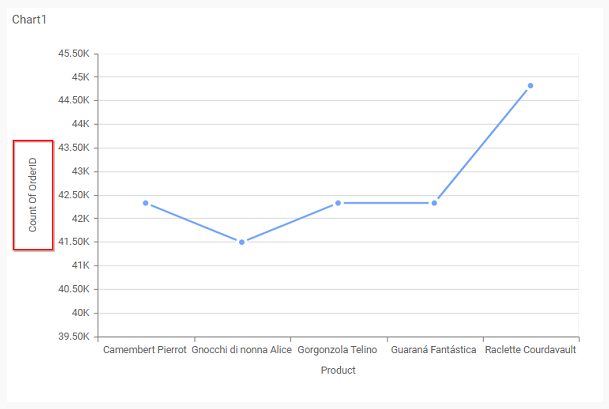 Chart1
45.50K
45K
44.50K
44K
43.50K
43K
42.50K
42K
41.50K
41K
40.50K
40K
39.50K
Count Of OrderID
Camembert Pierrot
Gnocchi di nonna Alice
Gorgonzola Telino
Guaraná Fantástica
Raclette Courdavault
Product